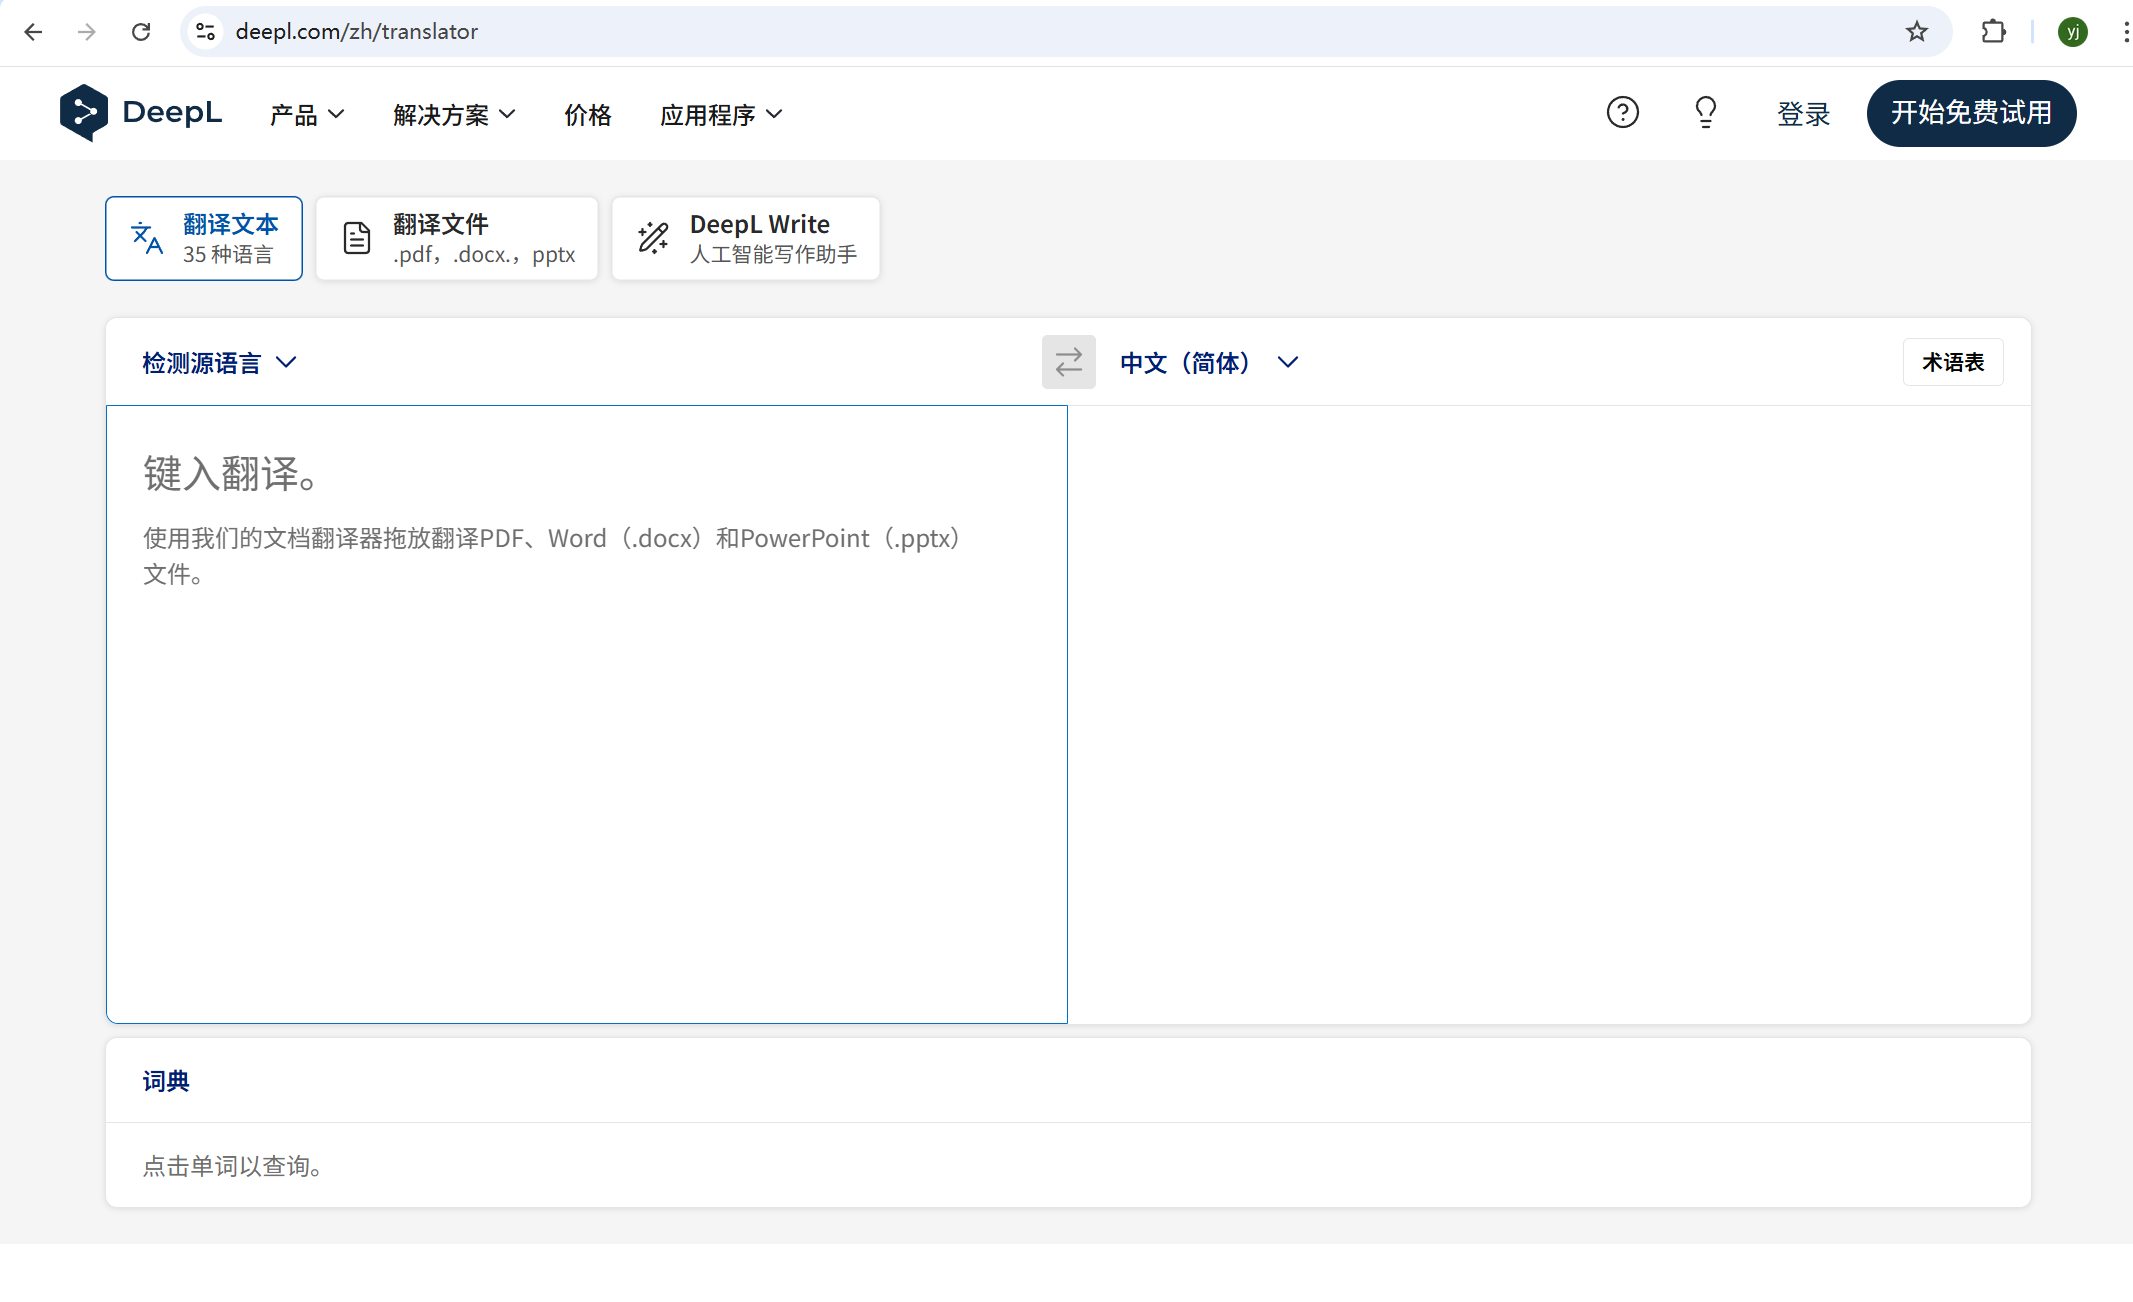 deepl.com/zh/translator
yj
DeepL
产品
解决方案
价格
应用程序
登录
开始免费试用
翻译文本
35 种语言
翻译文件
.pdf，.docx.，pptx
DeepL Write
人工智能写作助手
检测源语言
中文（简体）
术语表
键入翻译。
使用我们的文档翻译器拖放翻译PDF、Word（.docx）和PowerPoint（.pptx）
文件。
词典
点击单词以查询。